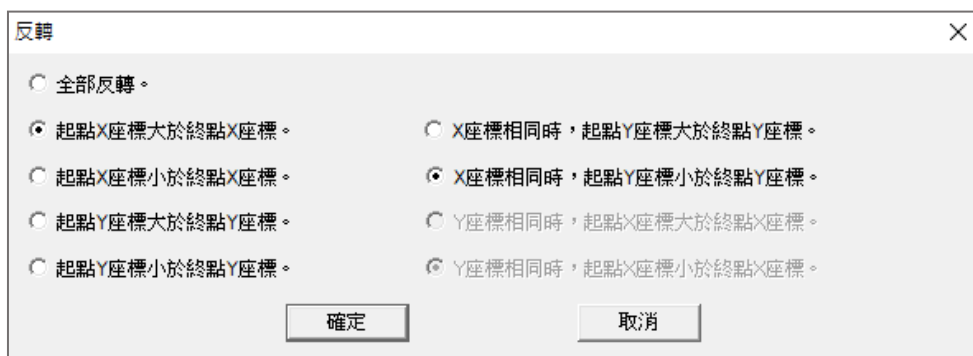 反轉
全部反轉。
起點X座標大於終點X座標。
X座標相同時，起點Y座標大於終點Y座標。
起點X座標小於終點X座標。
X座標相同時，起點Y座標小於終點Y座標。
起點Y座標大於終點Y座標。
Y座標相同時，起點X座標大於終點X座標。
起點Y座標小於終點Y座標。
Y座標相同時，起點X座標小於終點X座標。
確定
取消